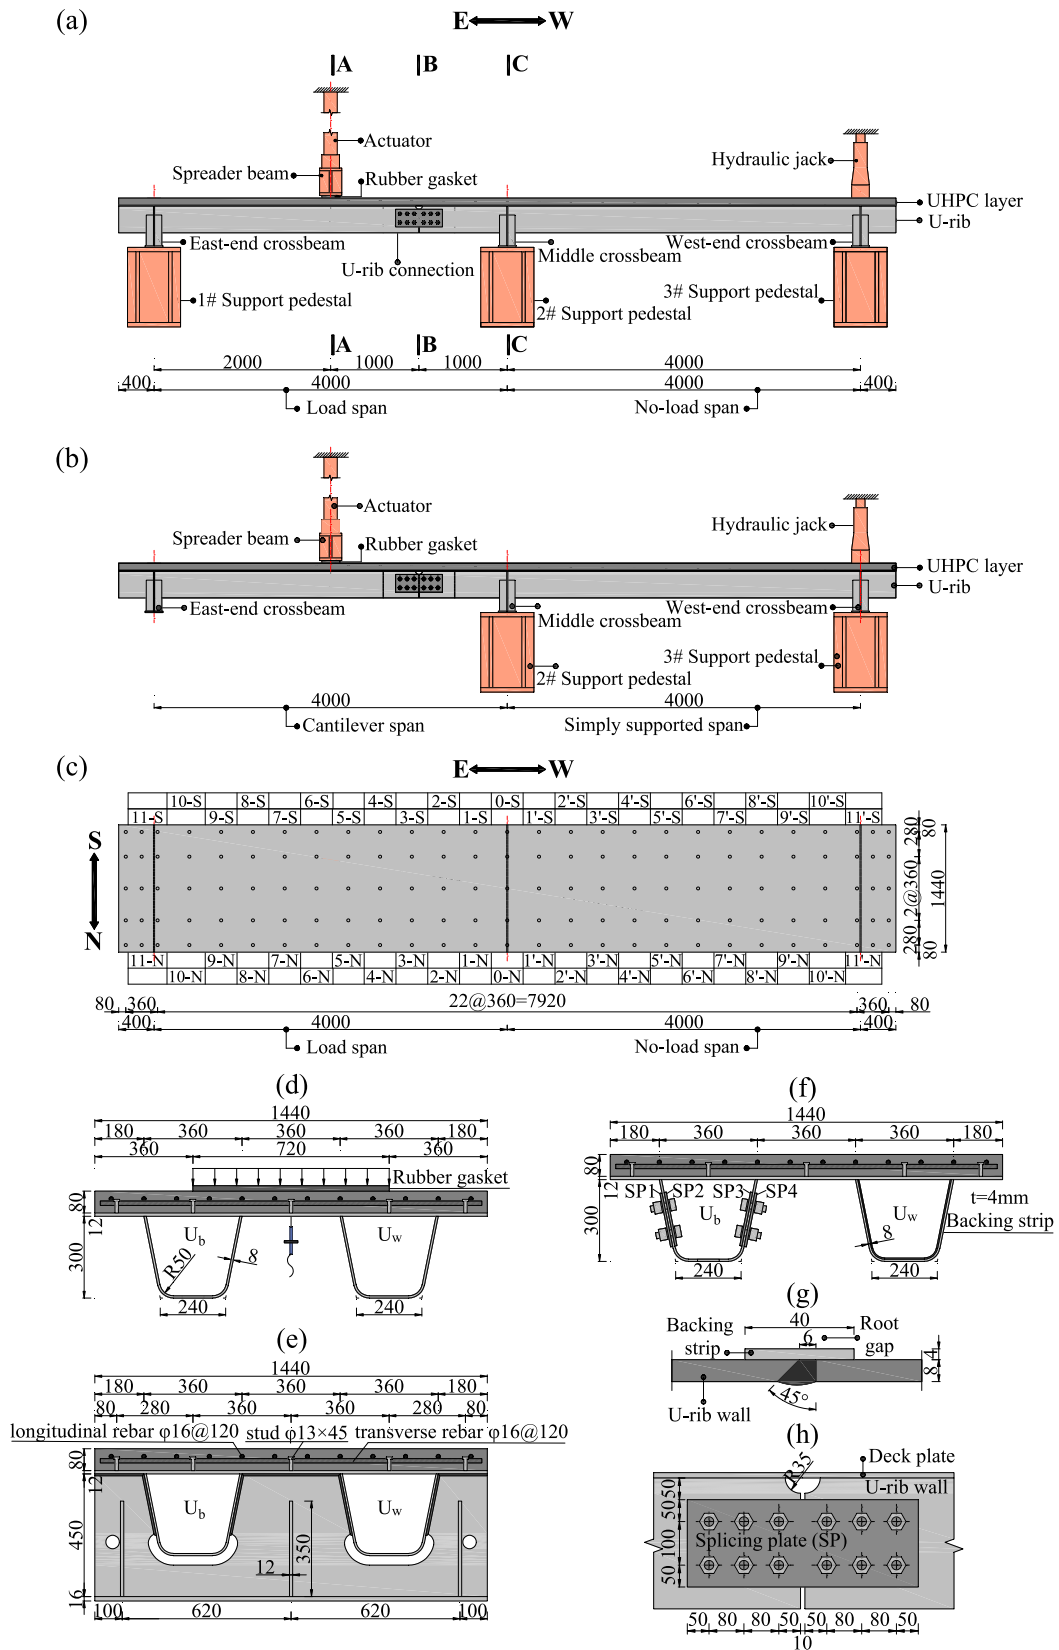 (a)
E W
A B C
Actuator
Hydraulic jack
Spreader beam
Rubber gasket
UHPC layer
U-rib
East-end crossbeam
Middle crossbeam
West-end crossbeam
U-rib connection
1# Support pedestal
2# Support pedestal
3# Support pedestal
A B C
2000 1000 1000 4000
400 4000 4000 400
Load span No-load span
(b)
Actuator
Hydraulic jack
Spreader beam
Rubber gasket
UHPC layer
U-rib
East-end crossbeam
Middle crossbeam
West-end crossbeam
3# Support pedestal
2# Support pedestal
4000 4000
Cantilever span Simply supported span
(c)
E W
10-S 8-S 6-S 4-S 2-S 0-S 2'-S 4'-S 6'-S 8'-S 10'-S
11-S 9-S 7-S 5-S 3-S 1-S 1'-S 3'-S 5'-S 7'-S 9'-S 11'-S
S
N
80 280 2@360 280 80
1440
11-N 9-N 7-N 5-N 3-N 1-N 1'-N 3'-N 5'-N 7'-N 9'-N 11'-N
10-N 8-N 6-N 4-N 2-N 0-N 2'-N 4'-N 6'-N 8'-N 10'-N
80 360 22@360=7920 360 80
400 4000 4000 400
Load span No-load span
(d)
1440
180 360 360 360 180
360 720 360
Rubber gasket
80
12
300
Ub Uw
R50
8
240 240
(e)
1440
180 360 360 360 180
80 280 360 360 280 80
longitudinal rebar φ16@120 stud φ13×45 transverse rebar φ16@120
80
12
450
16
Ub Uw
350
12
100 620 620 100
(f)
1440
180 360 360 360 180
80
12
300
SP1 SP2 SP3 SP4
Ub Uw
t=4mm
Backing strip
8
240 240
(g)
40
6
Backing strip
Root gap
4
8
45°
U-rib wall
(h)
R35
Deck plate
U-rib wall
50 50 100 50
Splicing plate (SP)
50 80 80 50 50 80 80 50
10